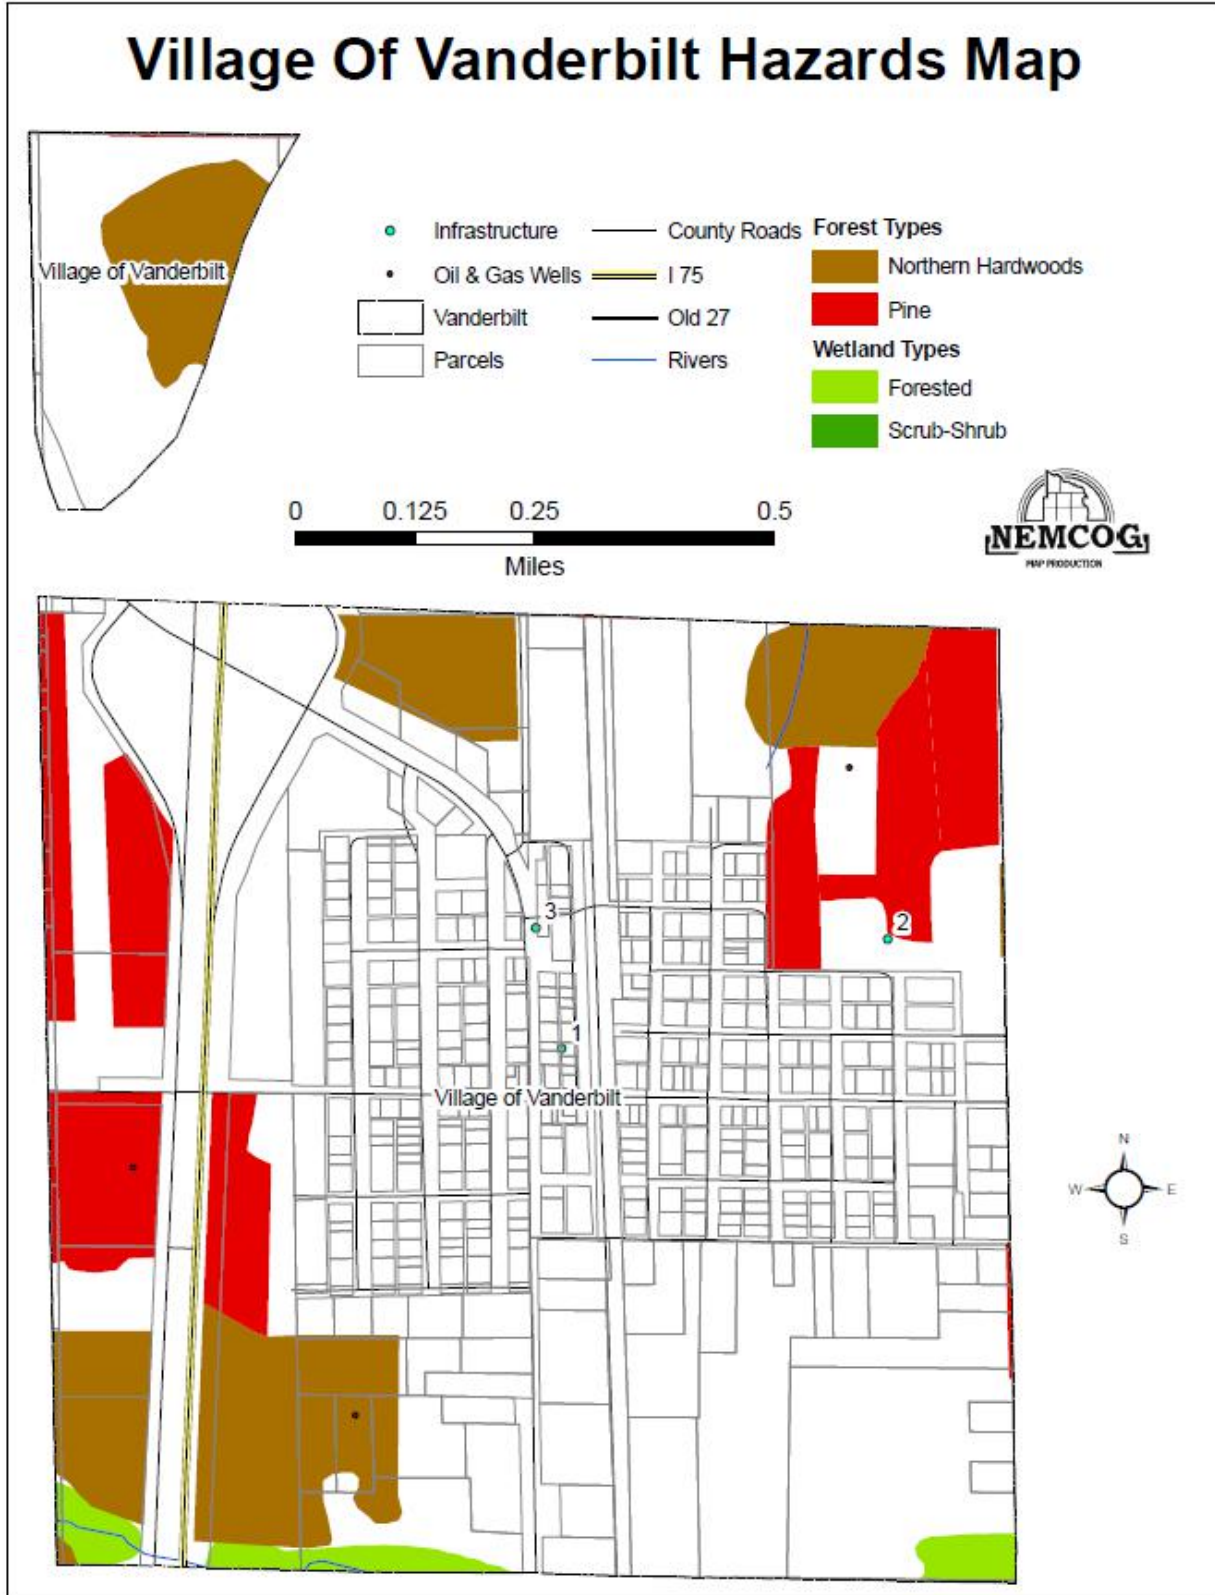 Village Of Vanderbilt Hazards Map
Village of Vanderbilt
Infrastructure
Oil & Gas Wells
Vanderbilt
Parcels
County Roads
I 75
Old 27
Rivers
Forest Types
Northern Hardwoods
Pine
Wetland Types
Forested
Scrub-Shrub
0 0.125 0.25 0.5
Miles
NEMCOG
MAP PRODUCTION
3
2
1
Village of Vanderbilt
N
W E
S